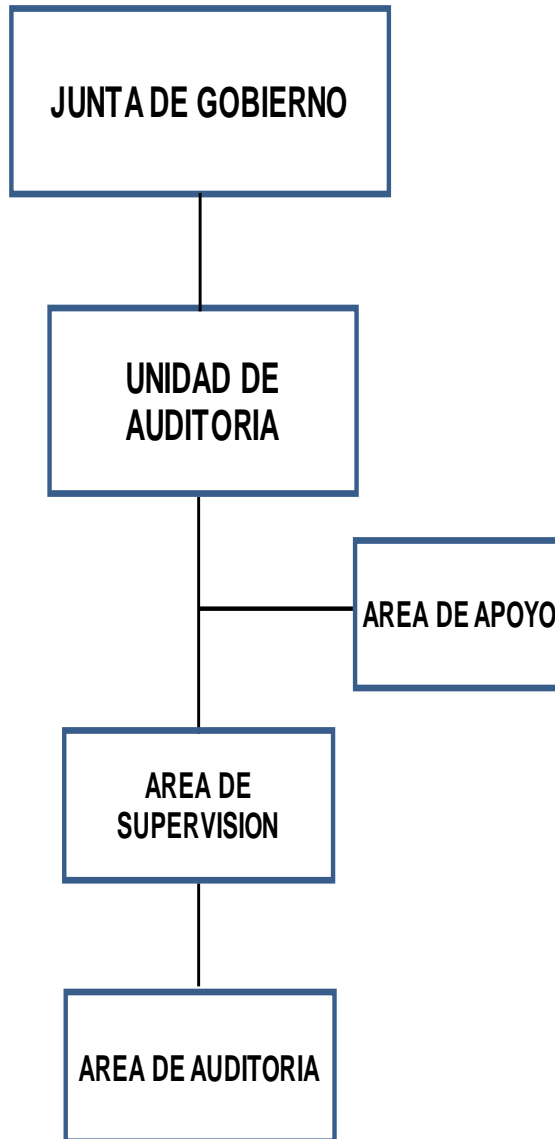 JUNTA DE GOBIERNO
UNIDAD DE
AUDITORIA
AREA DE APOYO
AREA DE
SUPERVISION
AREA DE AUDITORIA